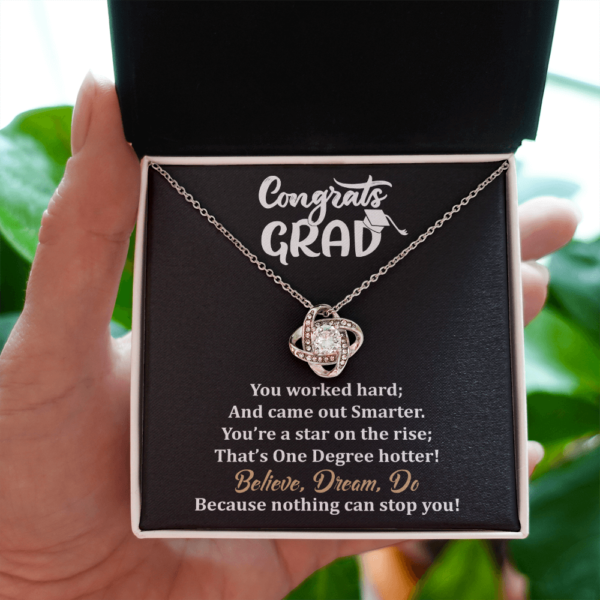 Congrats
GRAD
You worked hard;
And came out Smarter.
You're a star on the rise;
That's One Degree hotter!
Believe, Dream, Do
Because nothing can stop you!